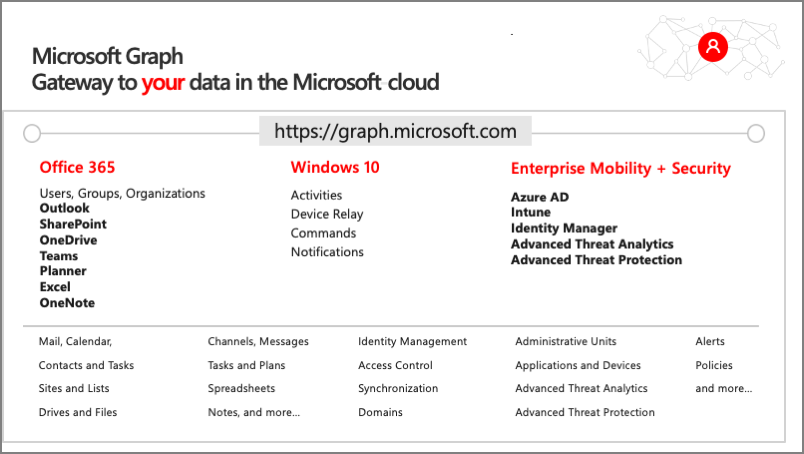 Microsoft Graph
Gateway to your data in the Microsoft cloud
https://graph.microsoft.com
Office 365
Users, Groups, Organizations
Outlook
SharePoint
OneDrive
Teams
Planner
Excel
OneNote
Windows 10
Activities
Device Relay
Commands
Notifications
Enterprise Mobility + Security
Azure AD
Intune
Identity Manager
Advanced Threat Analytics
Advanced Threat Protection
Mail, Calendar,
Contacts and Tasks
Sites and Lists
Drives and Files
Channels, Messages
Tasks and Plans
Spreadsheets
Notes, and more...
Identity Management
Access Control
Synchronization
Domains
Administrative Units
Applications and Devices
Advanced Threat Analytics
Advanced Threat Protection
Alerts
Policies
and more...